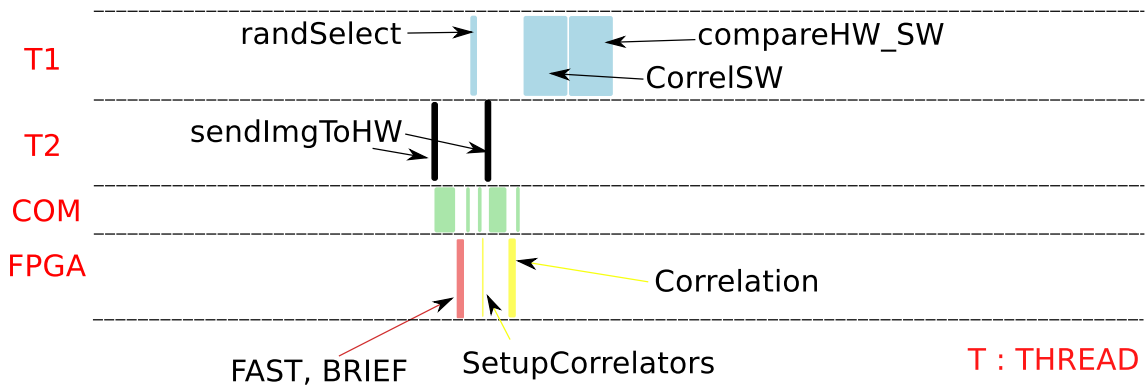 randSelect
compareHW_SW
T1
CorrelSW
sendImgToHW
T2
COM
FPGA
Correlation
FAST, BRIEF
SetupCorrelators
T : THREAD